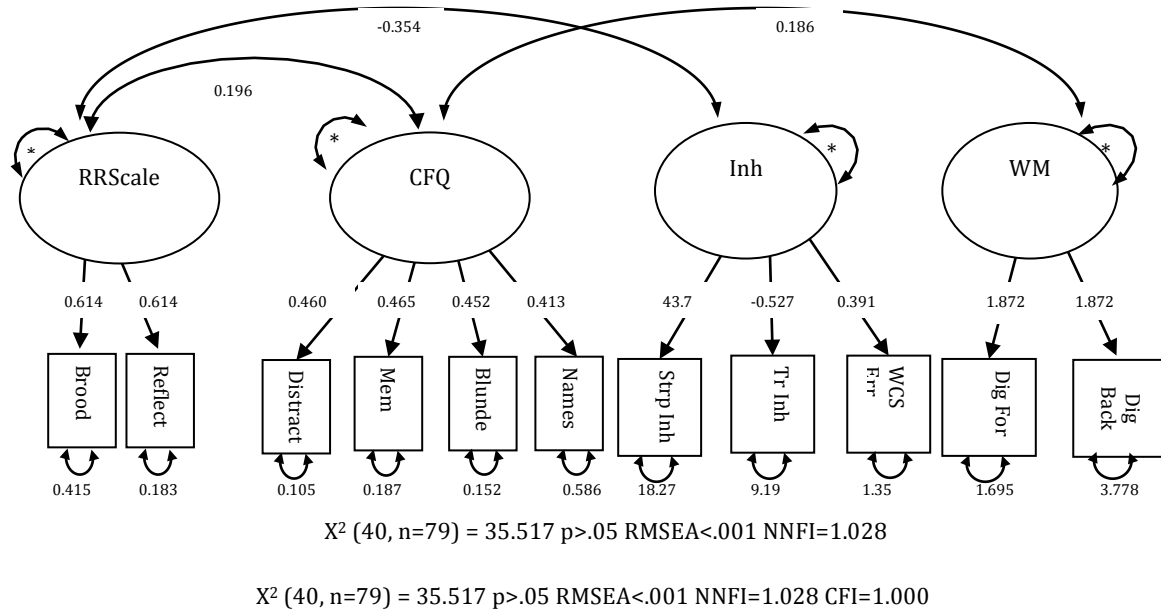 -0.354 0.186
0.196
* * * *
RRScale CFQ Inh WM
0.614 0.614 0.460 0.465 0.452 0.413 43.7 -0.527 0.391 1.872 1.872
Brood
Reflect
Distract
Mem
Blunde
Names
Strp Inh
Tr Inh
WCS
Err
Dig For
Dig
Back
0.415 0.183 0.105 0.187 0.152 0.586 18.27 9.19 1.35 1.695 3.778
X² (40, n=79) = 35.517 p>.05 RMSEA<.001 NNFI=1.028
X² (40, n=79) = 35.517 p>.05 RMSEA<.001 NNFI=1.028 CFI=1.000